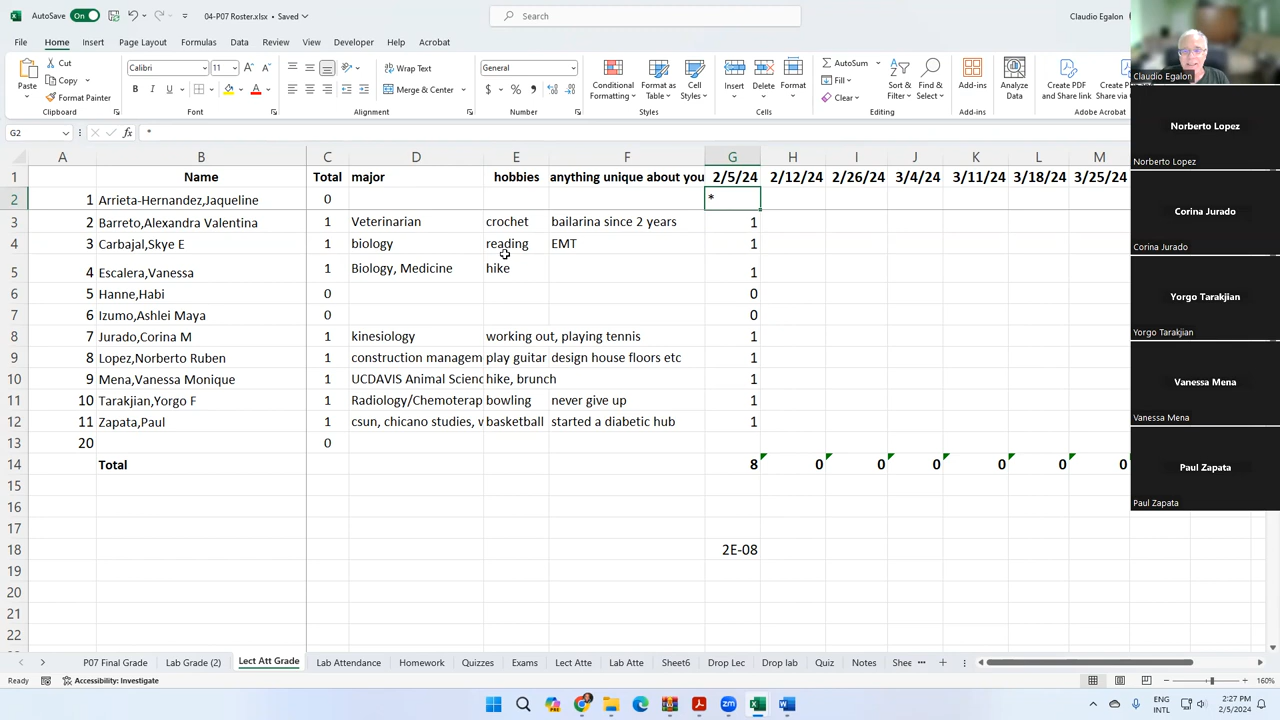 AutoSave On 04-P07 Roster.xlsx • Saved Search Claudio Egalon
File Home Insert Page Layout Formulas Data Review View Developer Help Acrobat
Paste Cut Copy Format Painter Calibri 11 B I U Wrap Text Merge & Center General $ % Conditional Formatting Format as Table Cell Styles Insert Delete Format AutoSum Fill Clear Sort & Filter Find & Select Add-ins Analyze Data Create PDF and Share link Create PDF and Share via
Clipboard Font Alignment Number Styles Cells Editing Add-ins Adobe Acrobat
G2 fx *
A B C D E F G H I J K L M
1 Name Total major hobbies anything unique about you 2/5/24 2/12/24 2/26/24 3/4/24 3/11/24 3/18/24 3/25/24
2 1 Arrieta-Hernandez,Jaqueline 0 *
3 2 Barreto,Alexandra Valentina 1 Veterinarian crochet bailarina since 2 years 1
4 3 Carbajal,Skye E 1 biology reading EMT 1
5 4 Escalera,Vanessa 1 Biology, Medicine hike 1
6 5 Hanne,Habi 0 0
7 6 Izumo,Ashlei Maya 0 0
8 7 Jurado,Corina M 1 kinesiology working out, playing tennis 1
9 8 Lopez,Norberto Ruben 1 construction managem play guitar design house floors etc 1
10 9 Mena,Vanessa Monique 1 UCDAVIS Animal Scienc hike, brunch 1
11 10 Tarakjian,Yorgo F 1 Radiology/Chemoterap bowling never give up 1
12 11 Zapata,Paul 1 csun, chicano studies, v basketball started a diabetic hub 1
13 20 0
14 Total 8 0 0 0 0 0 0
15
16
17
18 2E-08
19
20
21
22
P07 Final Grade Lab Grade (2) Lect Att Grade Lab Attendance Homework Quizzes Exams Lect Atte Lab Atte Sheet6 Drop Lec Drop lab Quiz Notes Shee ...
Ready Accessibility: Investigate 160%
ENG INTL 2:27 PM 2/5/2024
Claudio Egalon
Norberto Lopez
Norberto Lopez
Corina Jurado
Corina Jurado
Yorgo Tarakjian
Yorgo Tarakjian
Vanessa Mena
Vanessa Mena
Paul Zapata
Paul Zapata